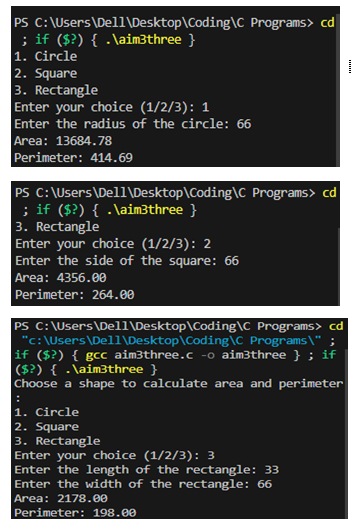 PS C:\Users\Dell\Desktop\Coding\C Programs> cd
; if ($?) { .\aim3three }
1. Circle
2. Square
3. Rectangle
Enter your choice (1/2/3): 1
Enter the radius of the circle: 66
Area: 13684.78
Perimeter: 414.69
PS C:\Users\Dell\Desktop\Coding\C Programs> cd
; if ($?) { .\aim3three }
3. Rectangle
Enter your choice (1/2/3): 2
Enter the side of the square: 66
Area: 4356.00
Perimeter: 264.00
PS C:\Users\Dell\Desktop\Coding\C Programs> cd
"c:\Users\Dell\Desktop\Coding\C Programs\" ;
if ($?) { gcc aim3three.c -o aim3three } ; if
($?) { .\aim3three }
Choose a shape to calculate area and perimeter
:
1. Circle
2. Square
3. Rectangle
Enter your choice (1/2/3): 3
Enter the length of the rectangle: 33
Enter the width of the rectangle: 66
Area: 2178.00
Perimeter: 198.00